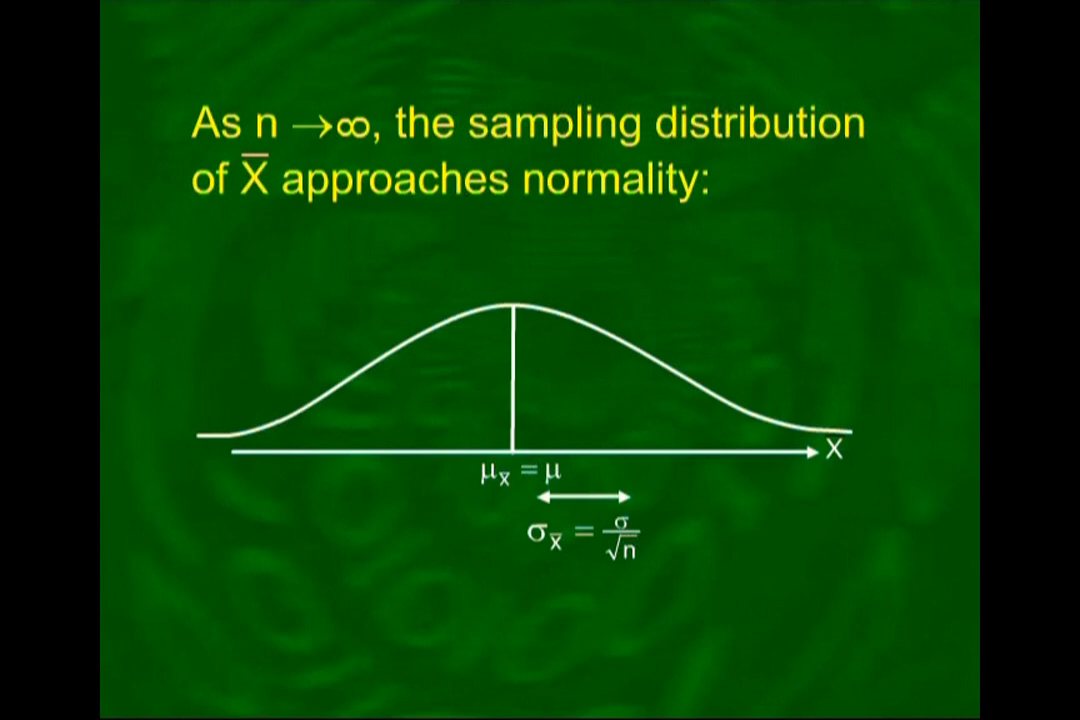 As n →∞, the sampling distribution
of X̅ approaches normality:
X
μx̅ = μ
σx̅ = σ/√n